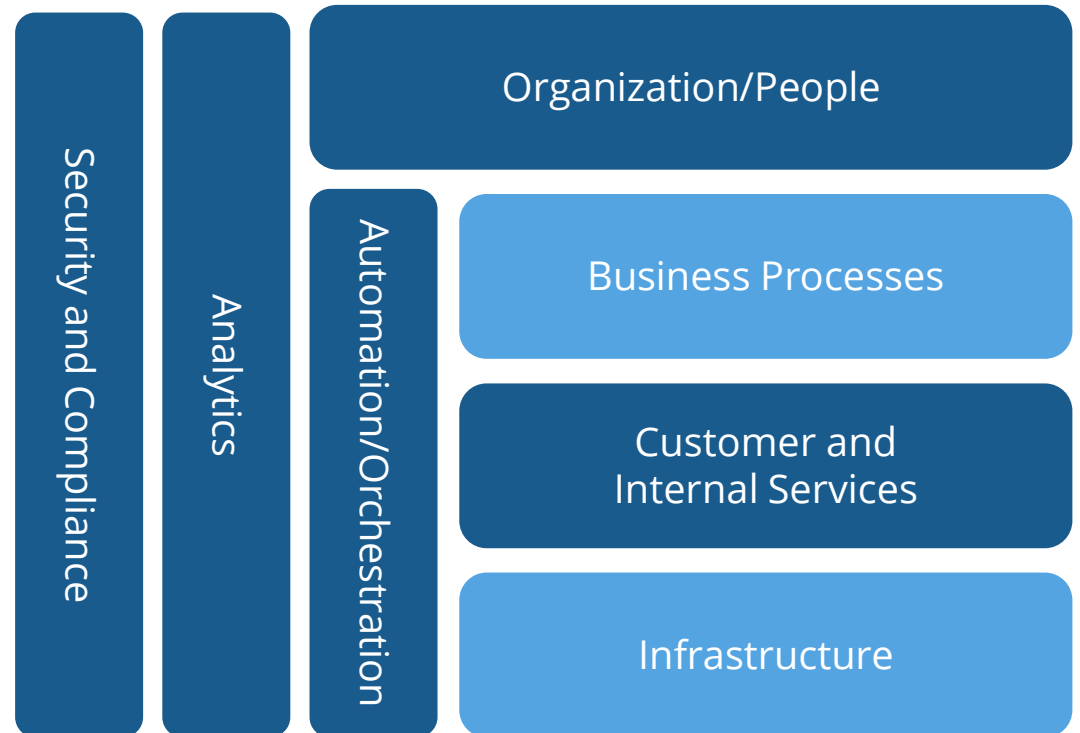 Security and Compliance
Analytics
Organization/People
Automation/Orchestration
Business Processes
Customer and
Internal Services
Infrastructure